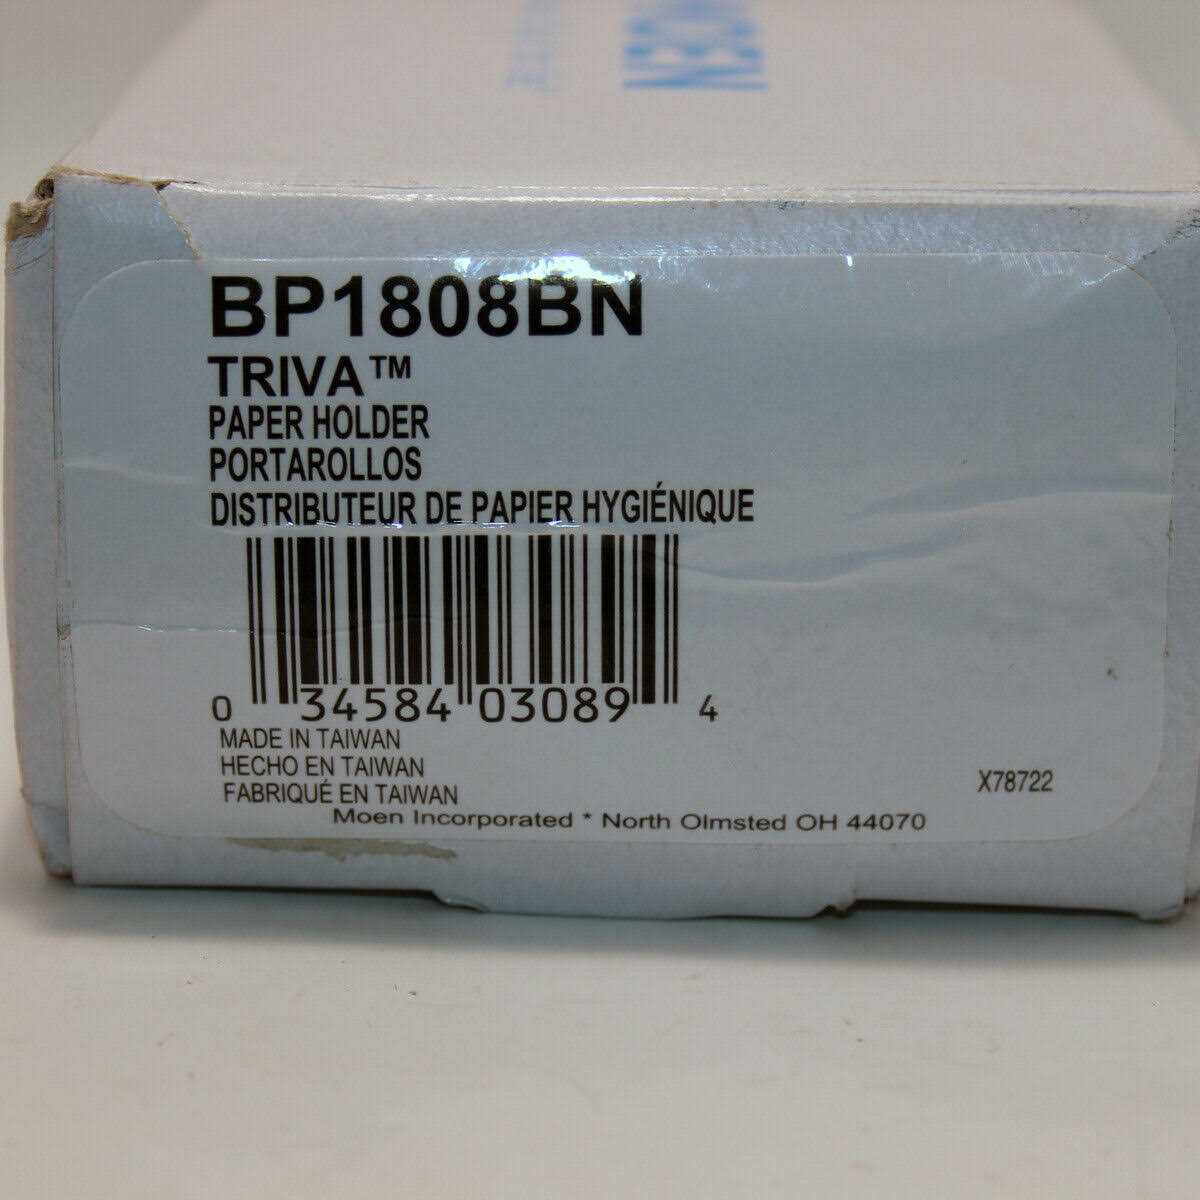 MOEN
BP1808BN
TRIVA™
PAPER HOLDER
PORTAROLLOS
DISTRIBUTEUR DE PAPIER HYGIÉNIQUE
0 34584 03089 4
MADE IN TAIWAN
HECHO EN TAIWAN
FABRIQUÉ EN TAIWAN
X78722
Moen Incorporated * North Olmsted OH 44070